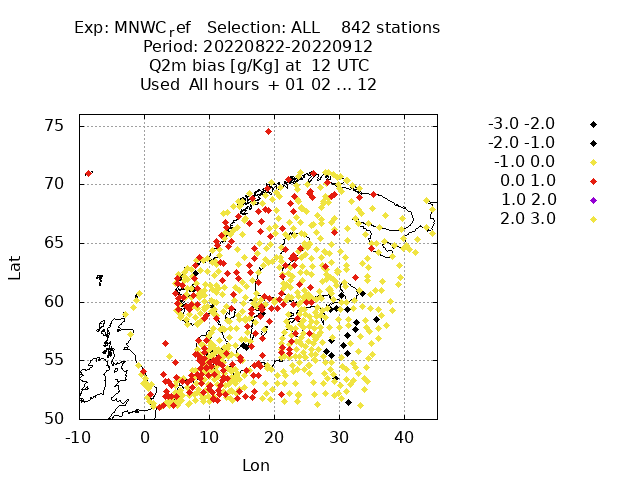 Exp: MNWCref   Selection: ALL    842 stations
Period: 20220822-20220912
Q2m bias [g/Kg] at  12 UTC
Used  All hours  + 01 02 ... 12
-3.0 -2.0
-2.0 -1.0
-1.0 0.0
0.0 1.0
1.0 2.0
2.0 3.0
75
70
65
60
55
50
Lat
-10 0 10 20 30 40
Lon